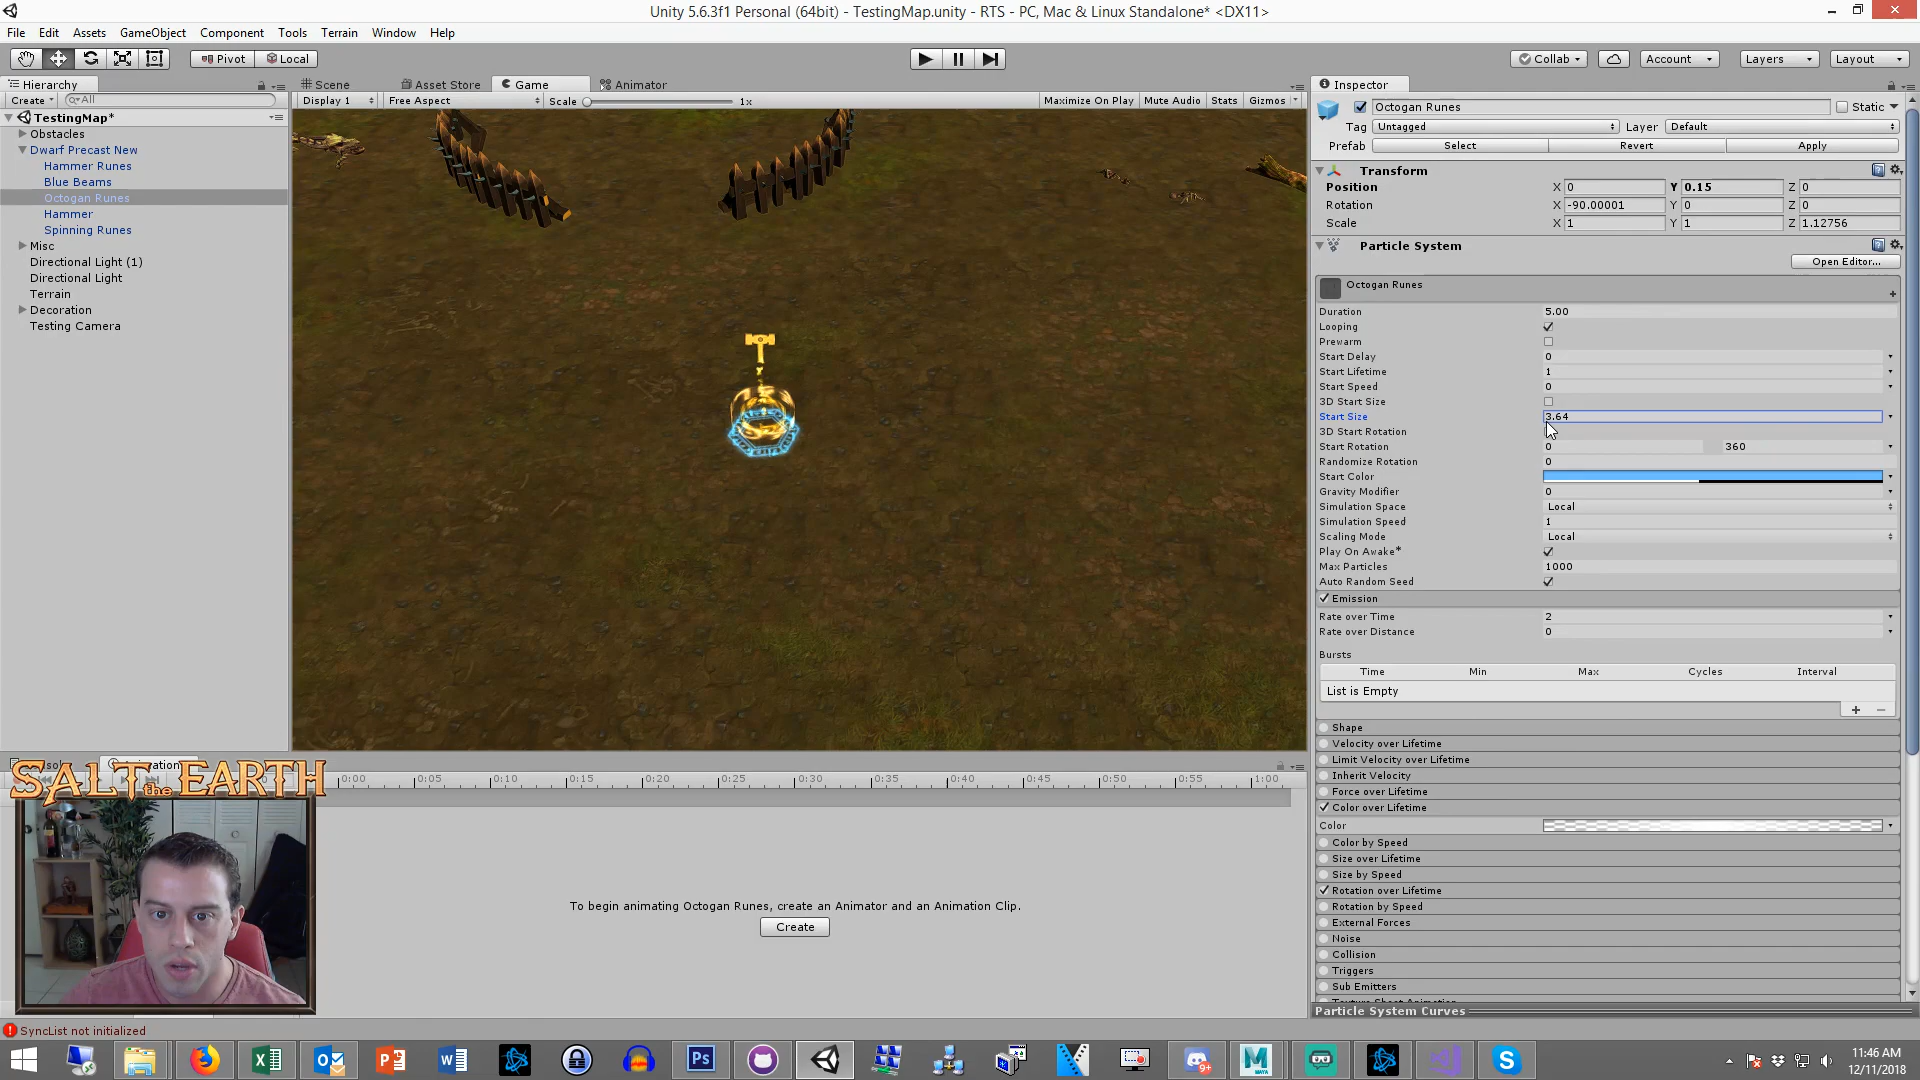 Unity 5.6.3f1 Personal (64bit) - TestingMap.unity - RTS - PC, Mac & Linux Standalone* <DX11>
File Edit Assets GameObject Component Tools Terrain Window Help
Pivot Local Collab Account Layers Layout
Hierarchy Scene Asset Store Game Animator Inspector
Create All Display 1 Free Aspect Scale 1x Maximize On Play Mute Audio Stats Gizmos
TestingMap*
Obstacles
Dwarf Precast New
Hammer Runes
Blue Beams
Octogan Runes
Hammer
Spinning Runes
Misc
Directional Light (1)
Directional Light
Terrain
Decoration
Testing Camera
Octogan Runes Static
Tag Untagged Layer Default
Prefab Select Revert Apply
Transform
Position X 0 Y 0.15 Z 0
Rotation X -90.00001 Y 0 Z 0
Scale X 1 Y 1 Z 1.12756
Particle System
Open Editor...
Octogan Runes
Duration 5.00
Looping
Prewarm
Start Delay 0
Start Lifetime 1
Start Speed 0
3D Start Size
Start Size 3.64
3D Start Rotation
Start Rotation 0 360
Randomize Rotation 0
Start Color
Gravity Modifier 0
Simulation Space Local
Simulation Speed 1
Scaling Mode Local
Play On Awake*
Max Particles 1000
Auto Random Seed
Emission
Rate over Time 2
Rate over Distance 0
Bursts
Time Min Max Cycles Interval
List is Empty
Shape
Velocity over Lifetime
Limit Velocity over Lifetime
Inherit Velocity
Force over Lifetime
Color over Lifetime
Color
Color by Speed
Size over Lifetime
Size by Speed
Rotation over Lifetime
Rotation by Speed
External Forces
Noise
Collision
Triggers
Sub Emitters
Particle System Curves
0:00 0:05 0:10 0:15 0:20 0:25 0:30 0:35 0:40 0:45 0:50 0:55 1:00
SALT the EARTH
To begin animating Octogan Runes, create an Animator and an Animation Clip.
Create
SyncList not initialized
11:46 AM
12/11/2018